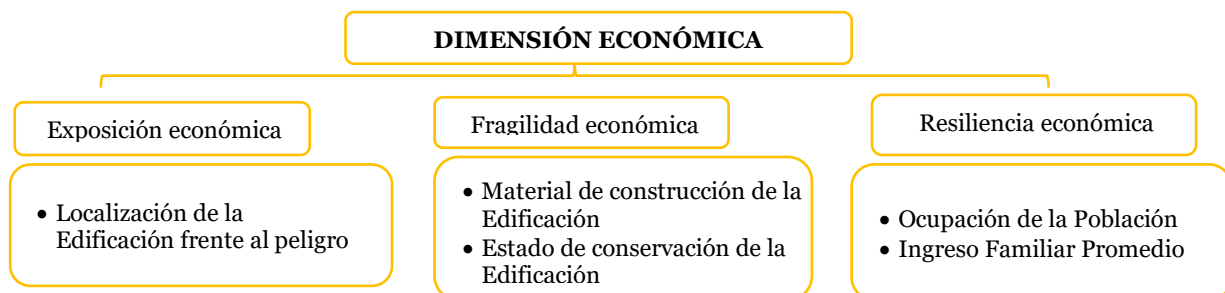 DIMENSIÓN ECONÓMICA
Exposición económica
• Localización de la
Edificación frente al peligro
Fragilidad económica
• Material de construcción de la
Edificación
• Estado de conservación de la
Edificación
Resiliencia económica
• Ocupación de la Población
• Ingreso Familiar Promedio